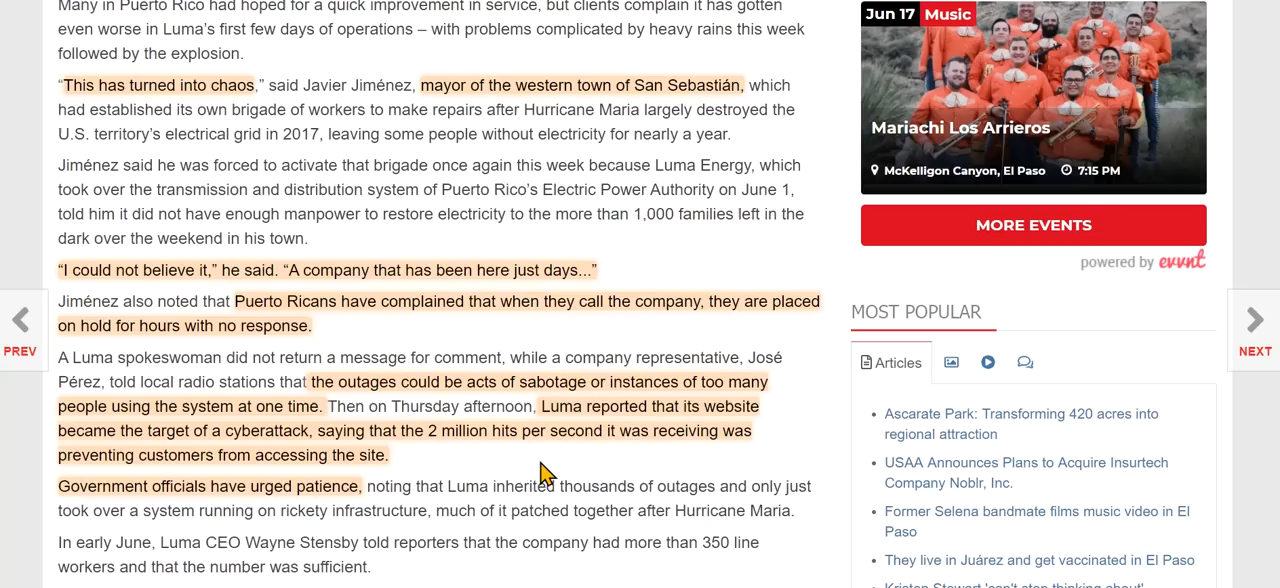 Many in Puerto Rico had hoped for a quick improvement in service, but clients complain it has gotten
even worse in Luma’s first few days of operations – with problems complicated by heavy rains this week
followed by the explosion.
“This has turned into chaos,” said Javier Jiménez, mayor of the western town of San Sebastián, which
had established its own brigade of workers to make repairs after Hurricane Maria largely destroyed the
U.S. territory’s electrical grid in 2017, leaving some people without electricity for nearly a year.
Jiménez said he was forced to activate that brigade once again this week because Luma Energy, which
took over the transmission and distribution system of Puerto Rico’s Electric Power Authority on June 1,
told him it did not have enough manpower to restore electricity to the more than 1,000 families left in the
dark over the weekend in his town.
“I could not believe it,” he said. “A company that has been here just days...”
Jiménez also noted that Puerto Ricans have complained that when they call the company, they are placed
on hold for hours with no response.
A Luma spokeswoman did not return a message for comment, while a company representative, José
Pérez, told local radio stations that the outages could be acts of sabotage or instances of too many
people using the system at one time. Then on Thursday afternoon, Luma reported that its website
became the target of a cyberattack, saying that the 2 million hits per second it was receiving was
preventing customers from accessing the site.
Government officials have urged patience, noting that Luma inherited thousands of outages and only just
took over a system running on rickety infrastructure, much of it patched together after Hurricane Maria.
In early June, Luma CEO Wayne Stensby told reporters that the company had more than 350 line
workers and that the number was sufficient.
PREV
Jun 17 Music
Mariachi Los Arrieros
McKelligon Canyon, El Paso 7:15 PM
MORE EVENTS
powered by evvnt
MOST POPULAR
Articles
• Ascarate Park: Transforming 420 acres into
regional attraction
• USAA Announces Plans to Acquire Insurtech
Company Noblr, Inc.
• Former Selena bandmate films music video in El
Paso
• They live in Juárez and get vaccinated in El Paso
• Kristen Stewart 'can't stop thinking about'
NEXT